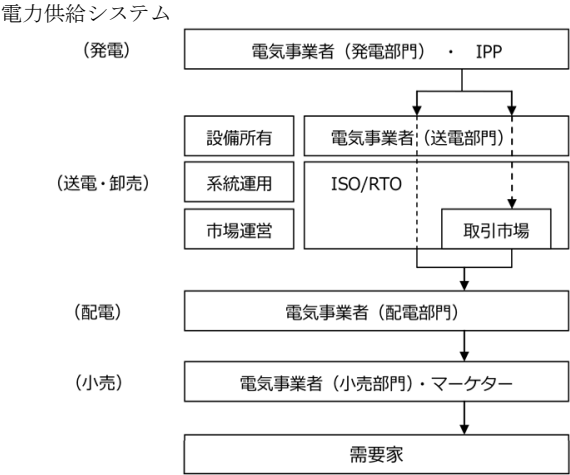 電力供給システム
（発電）
電気事業者（発電部門） ・ IPP
設備所有
電気事業者（送電部門）
（送電・卸売）
系統運用
ISO/RTO
市場運営
取引市場
（配電）
電気事業者（配電部門）
（小売）
電気事業者（小売部門）・マーケター
需要家